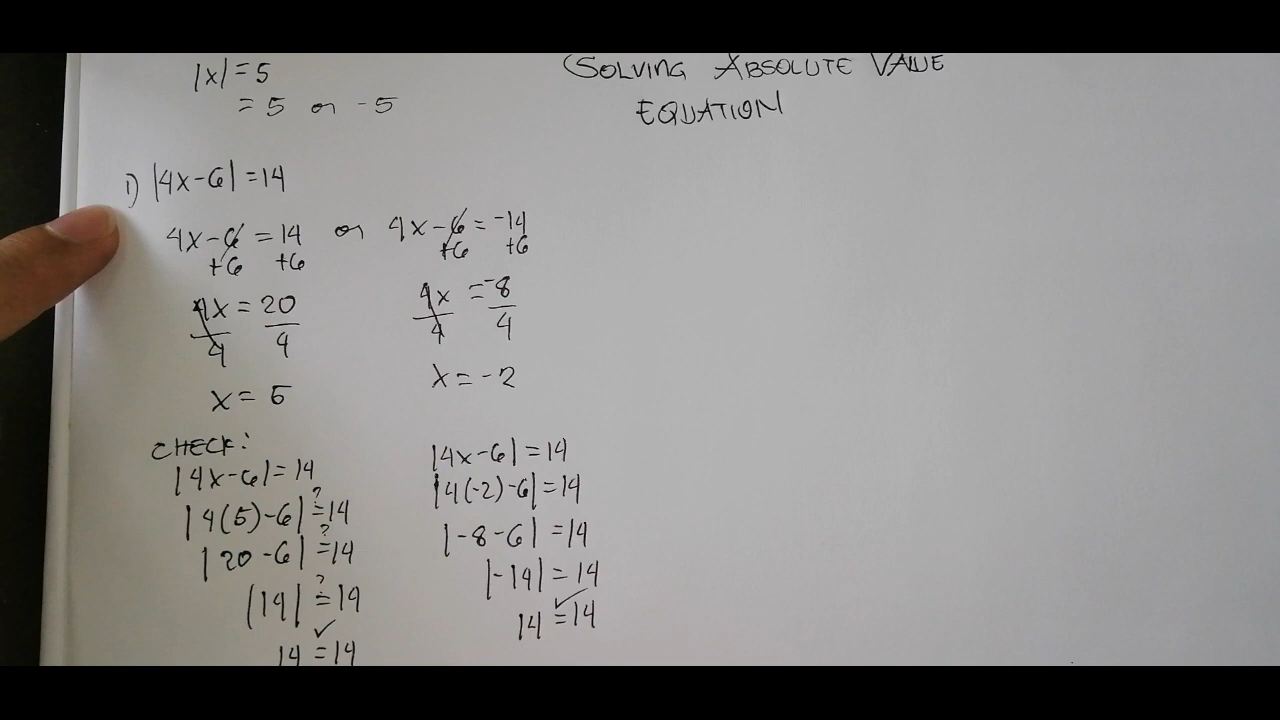 |x| = 5
= 5 or -5
SOLVING ABSOLUTE VALUE
EQUATION
1) |4x-6| = 14
4x-6 = 14 or 4x-6 = -14
+6 +6 +6 +6
4x = 20 4x = -8
4 4 4 4
x = 5 x = -2
CHECK:
|4x-6| = 14
|4(5)-6| ≟ 14
|20-6| ≟ 14
|14| ≟ 14
✓
14 = 14
|4x-6| = 14
|4(-2)-6| = 14
|-8-6| = 14
|-14| = 14
✓
14 = 14